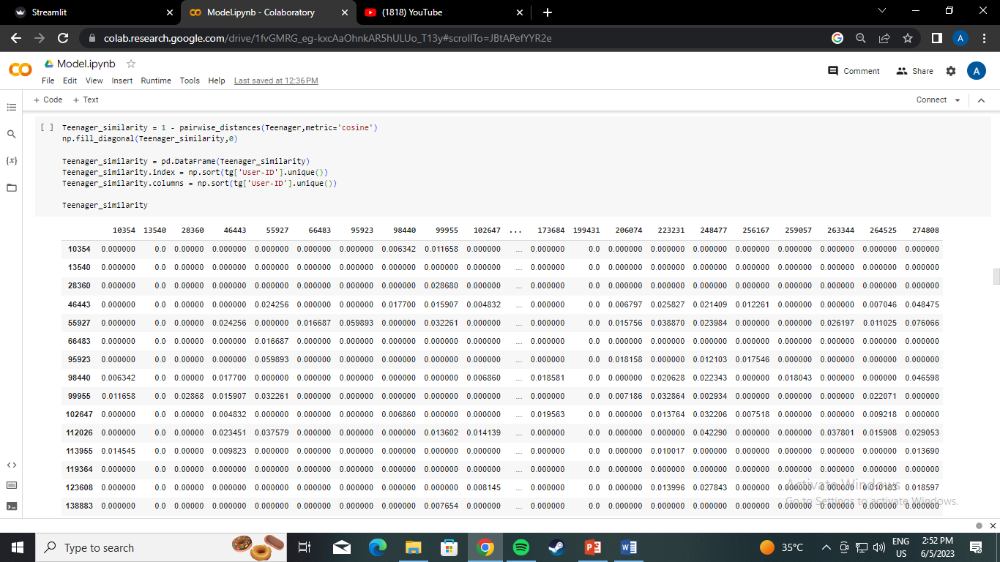 Streamlit
Model.ipynb - Colaboratory
(1818) YouTube
colab.research.google.com/drive/1fvGMRG_eg-kxcAaOhnkAR5hULUo_T13y#scrollTo=JBtAPefYYR2e
A
CO
Model.ipynb
File Edit View Insert Runtime Tools Help Last saved at 12:36 PM
Comment Share A
+ Code + Text
Connect
{x}
[ ] Teenager_similarity = 1 - pairwise_distances(Teenager,metric='cosine')
np.fill_diagonal(Teenager_similarity,0)
Teenager_similarity = pd.DataFrame(Teenager_similarity)
Teenager_similarity.index = np.sort(tg['User-ID'].unique())
Teenager_similarity.columns = np.sort(tg['User-ID'].unique())
Teenager_similarity
10354 13540 28360 46443 55927 66483 95923 98440 99955 102647 ... 173684 199431 206074 223231 248477 256167 259057 263344 264525 274808
10354 0.000000 0.0 0.00000 0.000000 0.000000 0.000000 0.000000 0.006342 0.011658 0.000000 ... 0.000000 0.0 0.000000 0.000000 0.000000 0.000000 0.000000 0.000000 0.000000 0.000000
13540 0.000000 0.0 0.00000 0.000000 0.000000 0.000000 0.000000 0.000000 0.000000 0.000000 ... 0.000000 0.0 0.000000 0.000000 0.000000 0.000000 0.000000 0.000000 0.000000 0.000000
28360 0.000000 0.0 0.00000 0.000000 0.000000 0.000000 0.000000 0.000000 0.028680 0.000000 ... 0.000000 0.0 0.000000 0.000000 0.000000 0.000000 0.000000 0.000000 0.000000 0.000000
46443 0.000000 0.0 0.00000 0.000000 0.024256 0.000000 0.000000 0.017700 0.015907 0.004832 ... 0.000000 0.0 0.006797 0.025827 0.021409 0.012261 0.000000 0.000000 0.007046 0.048475
55927 0.000000 0.0 0.00000 0.024256 0.000000 0.016687 0.059893 0.000000 0.032261 0.000000 ... 0.000000 0.0 0.015756 0.038870 0.023984 0.000000 0.000000 0.026197 0.011025 0.076066
66483 0.000000 0.0 0.00000 0.000000 0.016687 0.000000 0.000000 0.000000 0.000000 0.000000 ... 0.000000 0.0 0.000000 0.000000 0.000000 0.000000 0.000000 0.000000 0.000000 0.000000
95923 0.000000 0.0 0.00000 0.000000 0.059893 0.000000 0.000000 0.000000 0.000000 0.000000 ... 0.000000 0.0 0.018158 0.000000 0.012103 0.017546 0.000000 0.000000 0.000000 0.000000
98440 0.006342 0.0 0.00000 0.017700 0.000000 0.000000 0.000000 0.000000 0.000000 0.006860 ... 0.018581 0.0 0.000000 0.020628 0.022343 0.000000 0.018043 0.000000 0.000000 0.046598
99955 0.011658 0.0 0.02868 0.015907 0.032261 0.000000 0.000000 0.000000 0.000000 0.000000 ... 0.000000 0.0 0.007186 0.032864 0.002934 0.000000 0.000000 0.000000 0.022071 0.000000
102647 0.000000 0.0 0.00000 0.004832 0.000000 0.000000 0.000000 0.006860 0.000000 0.000000 ... 0.019563 0.0 0.000000 0.013764 0.032206 0.007518 0.000000 0.000000 0.009218 0.000000
112026 0.000000 0.0 0.00000 0.023451 0.037579 0.000000 0.000000 0.000000 0.013602 0.014139 ... 0.000000 0.0 0.000000 0.000000 0.042290 0.000000 0.000000 0.037801 0.015908 0.029053
113955 0.014545 0.0 0.00000 0.009823 0.000000 0.000000 0.000000 0.000000 0.000000 0.000000 ... 0.000000 0.0 0.000000 0.010017 0.000000 0.000000 0.000000 0.000000 0.000000 0.013690
119364 0.000000 0.0 0.00000 0.000000 0.000000 0.000000 0.000000 0.000000 0.000000 0.000000 ... 0.000000 0.0 0.000000 0.000000 0.000000 0.000000 0.000000 0.000000 0.000000 0.000000
123608 0.000000 0.0 0.00000 0.000000 0.000000 0.000000 0.000000 0.000000 0.000000 0.008145 ... 0.000000 0.0 0.000000 0.013996 0.027843 0.000000 0.000000 0.000000 0.010183 0.018597
138883 0.000000 0.0 0.00000 0.000000 0.000000 0.000000 0.000000 0.000000 0.007654 0.000000 ... 0.000000 0.0 0.000000 0.000000 0.000000 0.000000 0.000000 0.000000 0.000000 0.000000
Activate Windows
Go to Settings to activate Windows.
Type to search
35°C
ENG
US
2:52 PM
6/5/2023